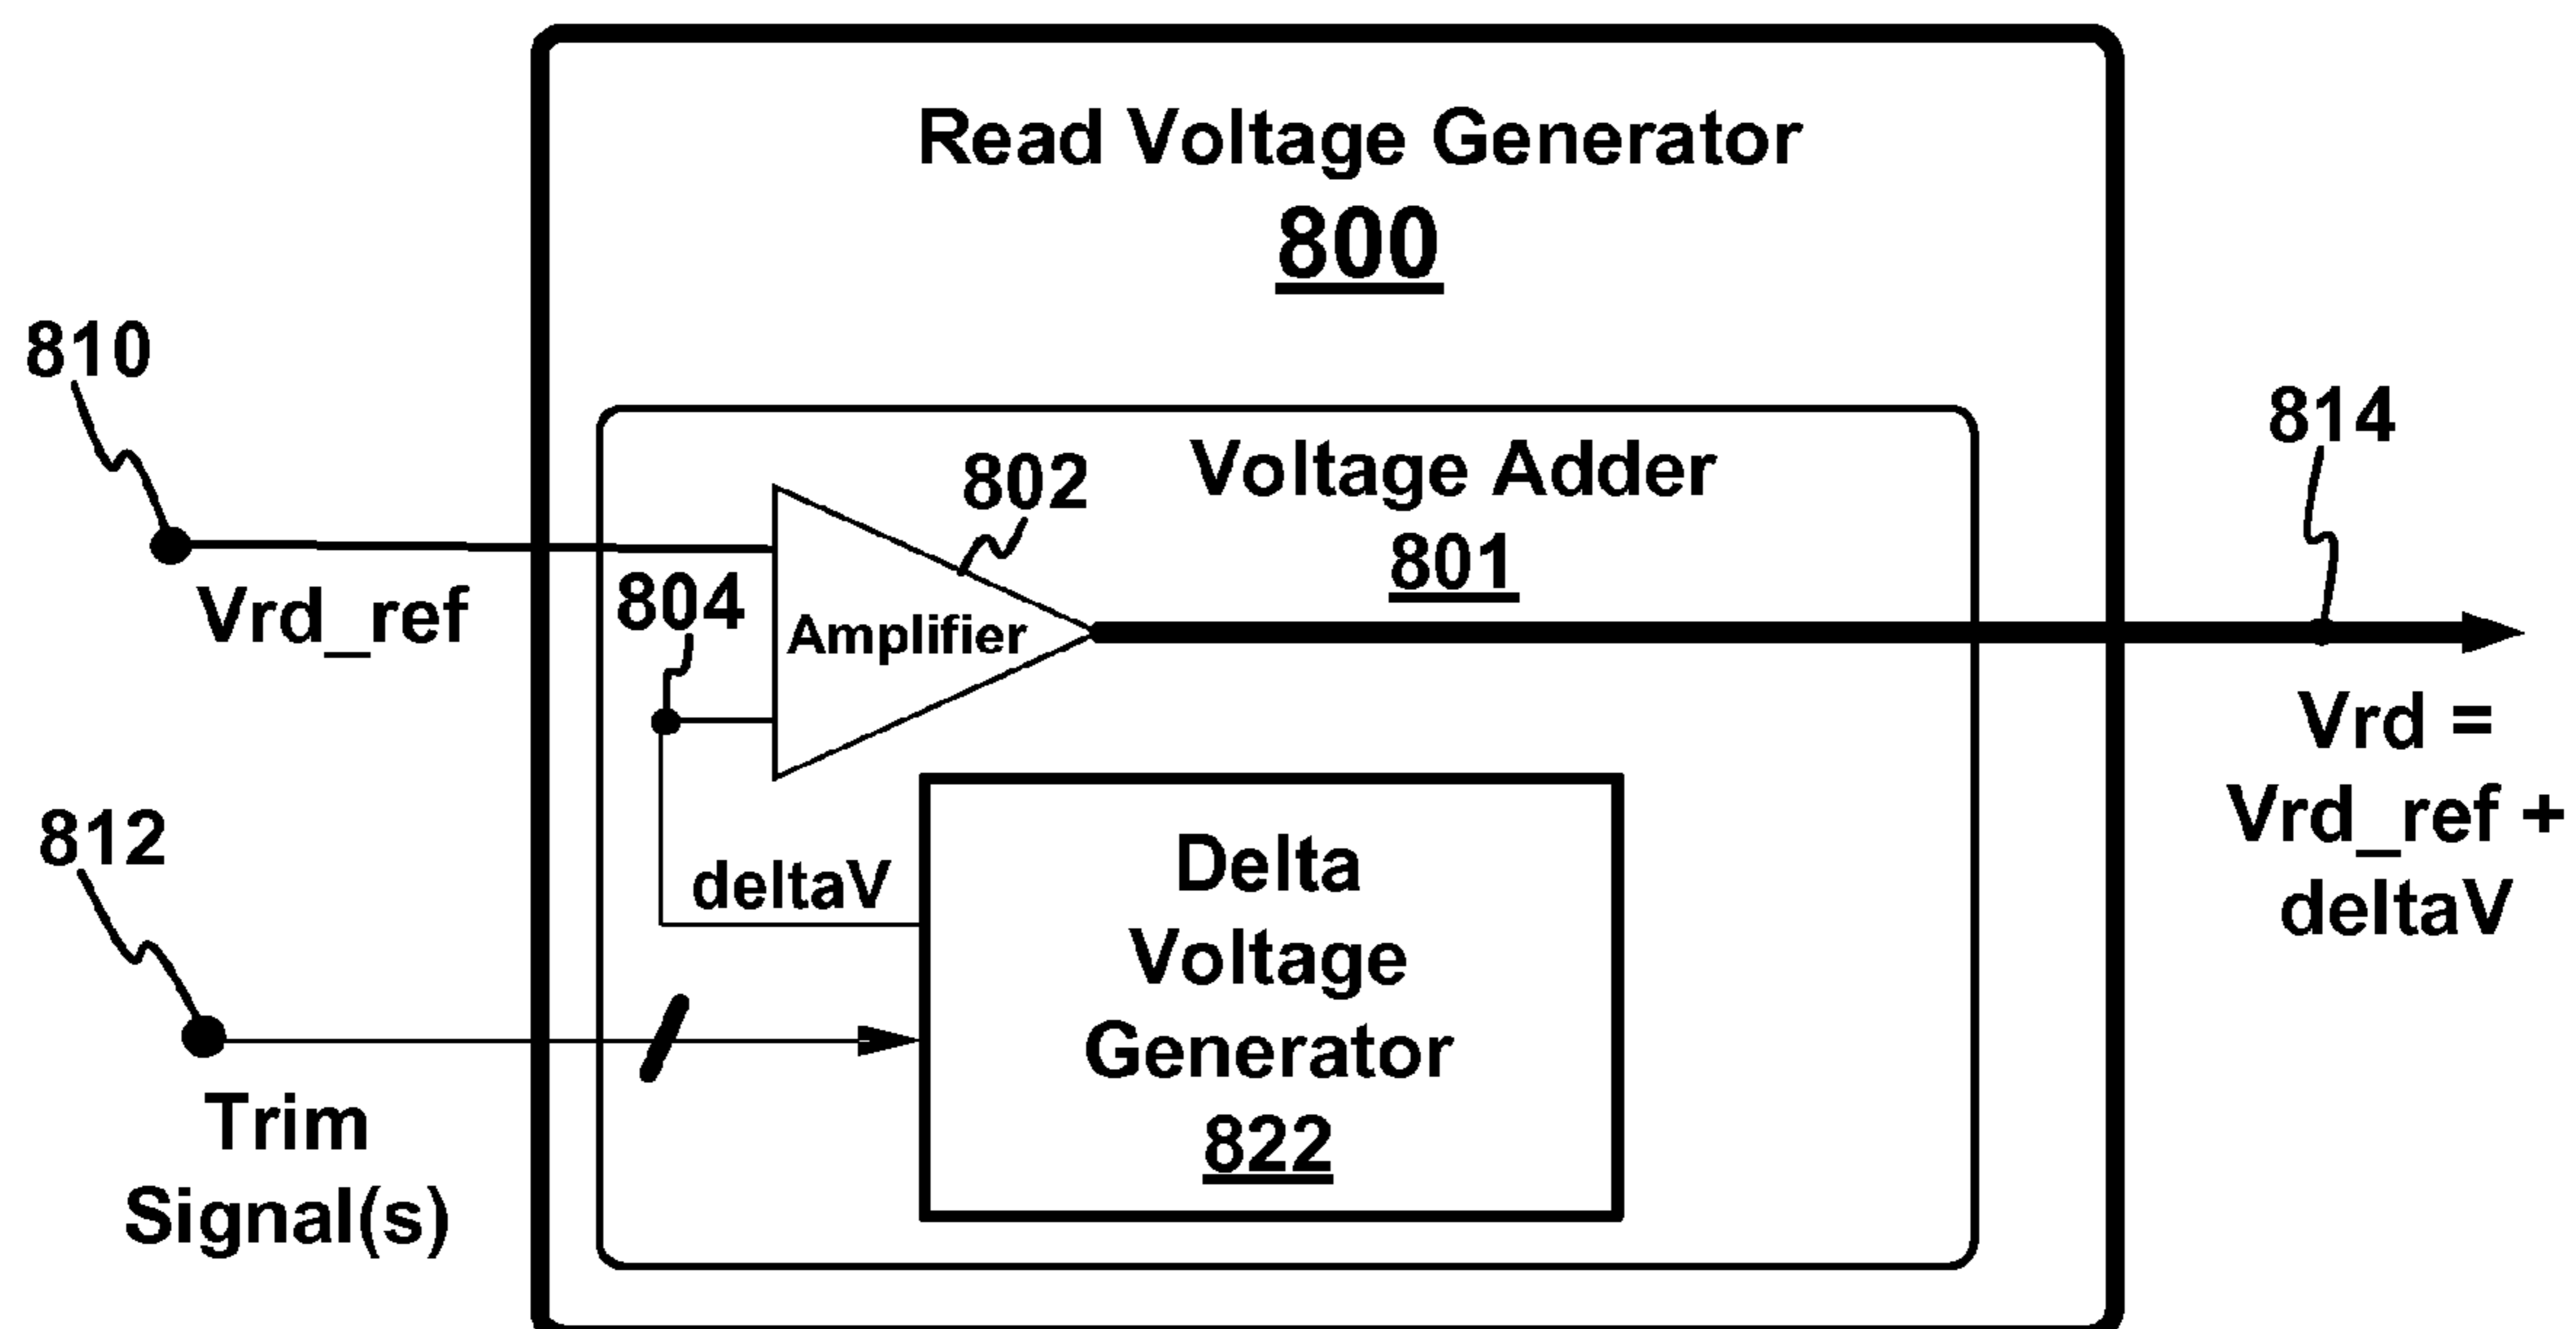 Read Voltage Generator
800
810
Vrd_ref
Voltage Adder
801
802
804
Amplifier
814
Vrd =
Vrd_ref +
deltaV
812
deltaV
Delta
Voltage
Generator
822
Trim
Signal(s)